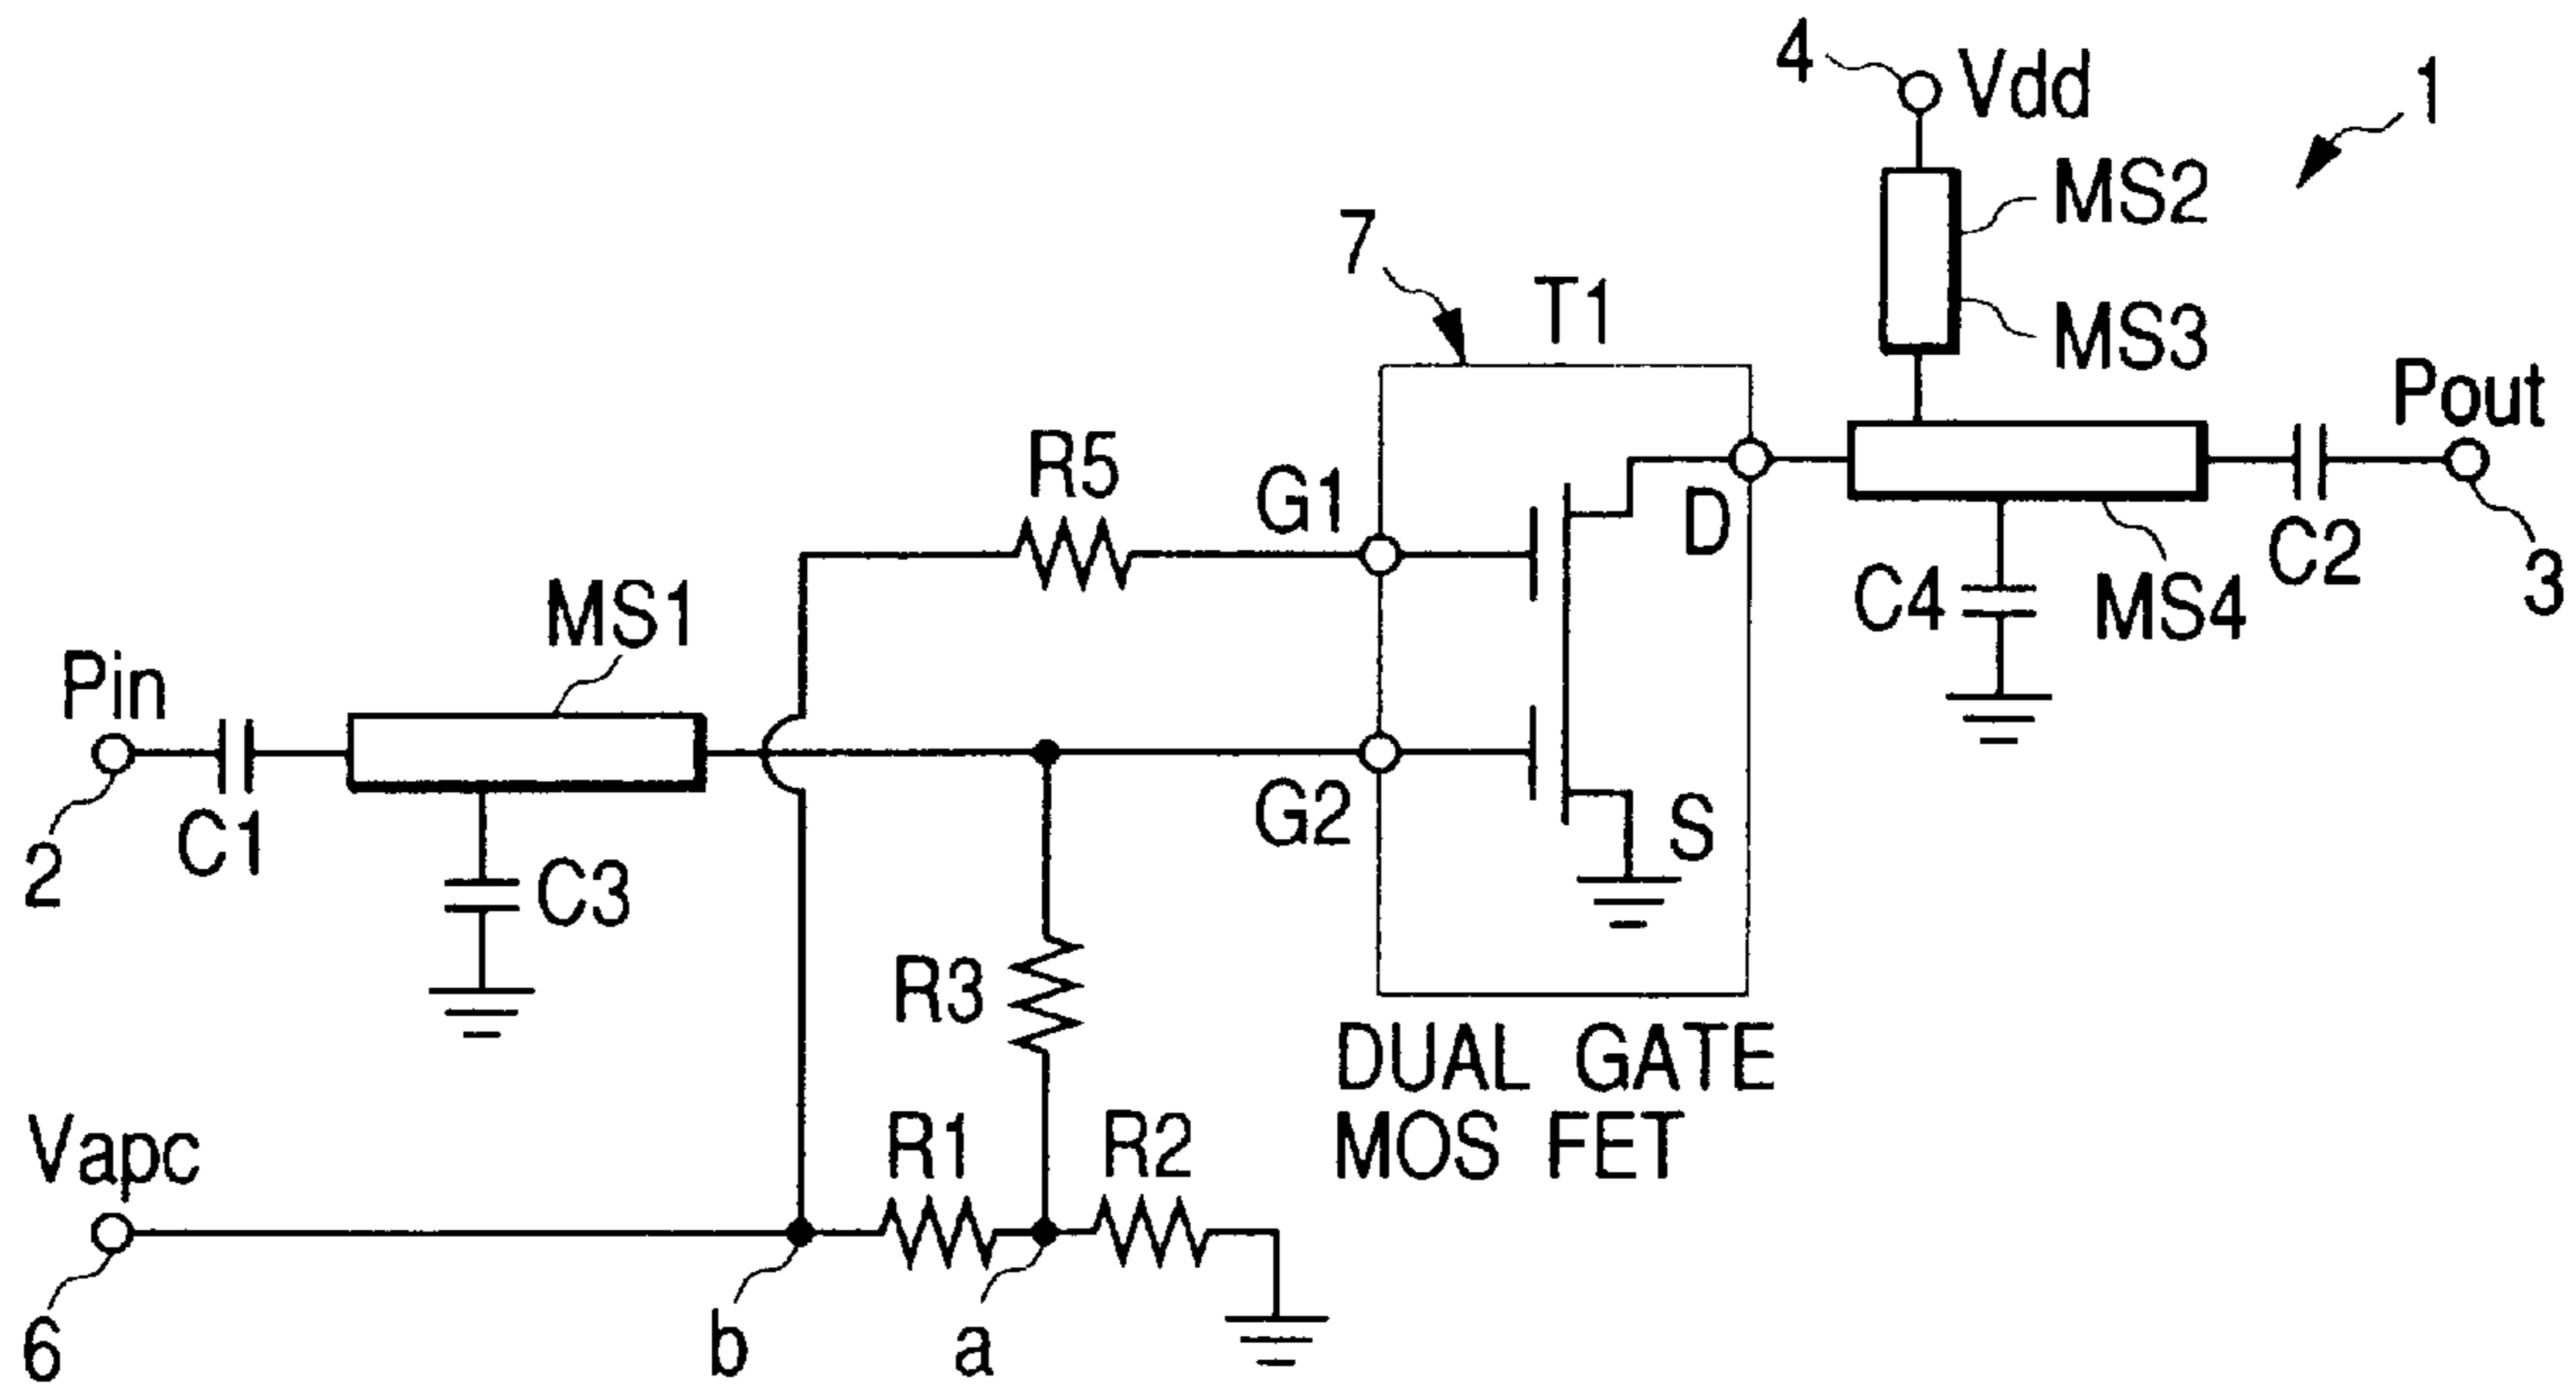 4
Vdd
1
MS2
7
T1
MS3
Pout
R5
G1
D
C2
3
MS1
C4
MS4
Pin
2
C1
C3
G2
S
R3
DUAL GATE
MOS FET
Vapc
R1
R2
6
b
a